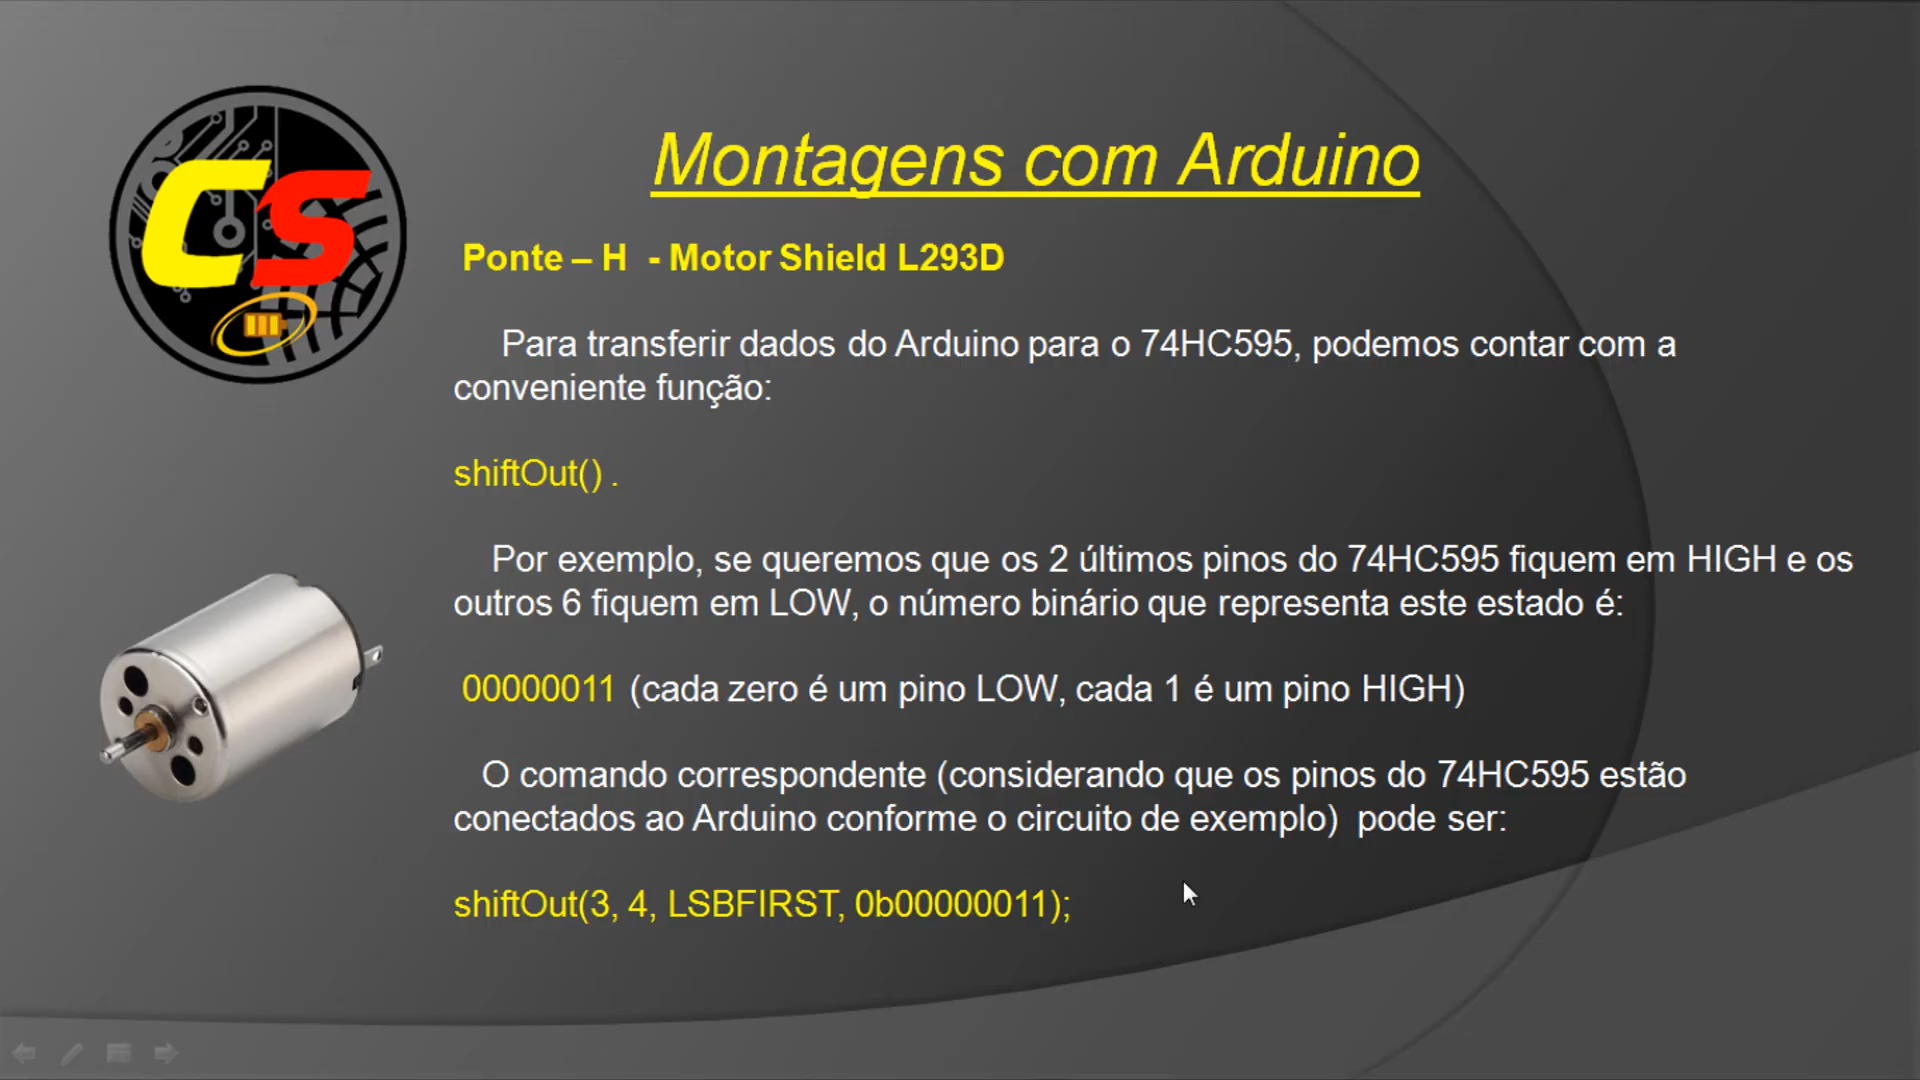 CS
Montagens com Arduino
Ponte – H - Motor Shield L293D
Para transferir dados do Arduino para o 74HC595, podemos contar com a
conveniente função:
shiftOut() .
Por exemplo, se queremos que os 2 últimos pinos do 74HC595 fiquem em HIGH e os
outros 6 fiquem em LOW, o número binário que representa este estado é:
00000011 (cada zero é um pino LOW, cada 1 é um pino HIGH)
O comando correspondente (considerando que os pinos do 74HC595 estão
conectados ao Arduino conforme o circuito de exemplo) pode ser:
shiftOut(3, 4, LSBFIRST, 0b00000011);